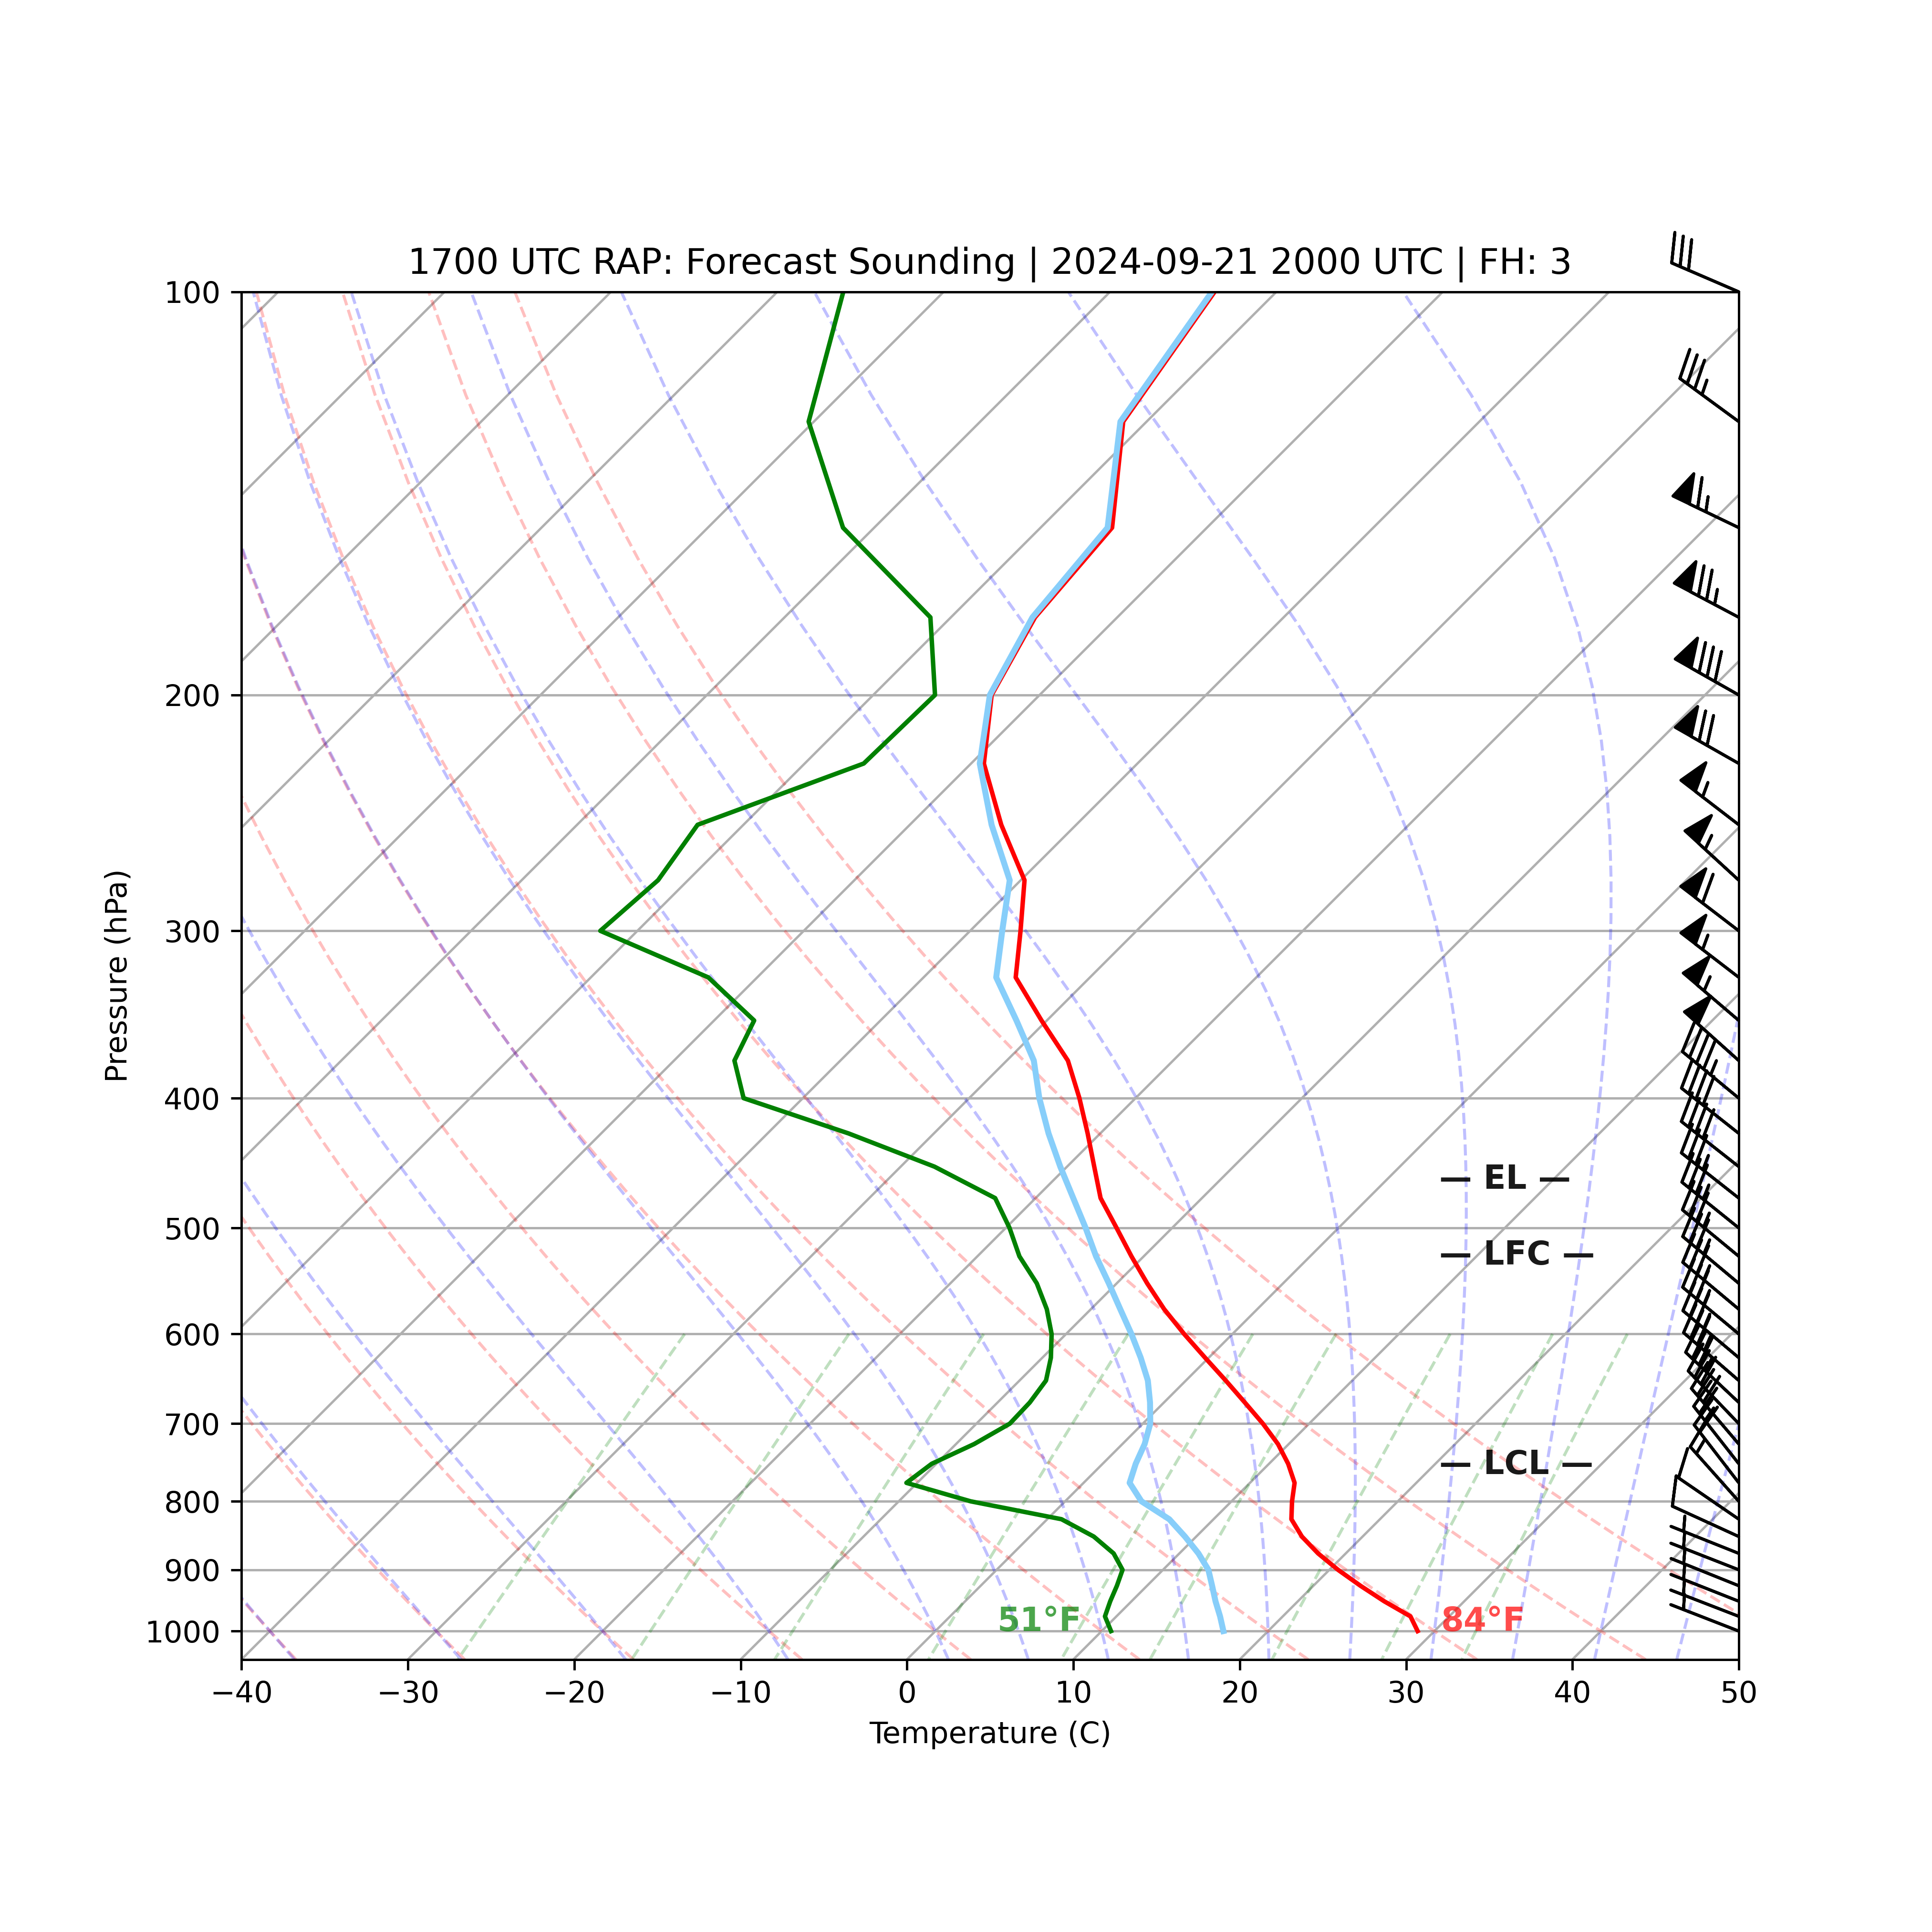 1700 UTC RAP: Forecast Sounding | 2024-09-21 2000 UTC | FH: 3
100
200
300
400
500
600
700
800
900
1000
Pressure (hPa)
— EL —
— LFC —
— LCL —
51°F
84°F
−40 −30 −20 −10 0 10 20 30 40 50
Temperature (C)